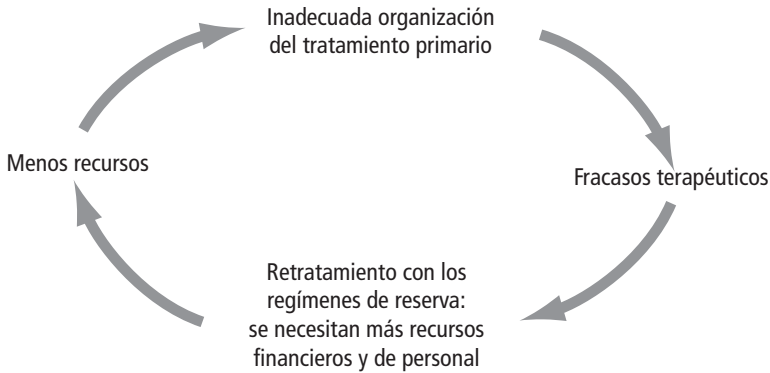 Inadecuada organización
del tratamiento primario
Menos recursos
Fracasos terapéuticos
Retratamiento con los
regímenes de reserva:
se necesitan más recursos
financieros y de personal